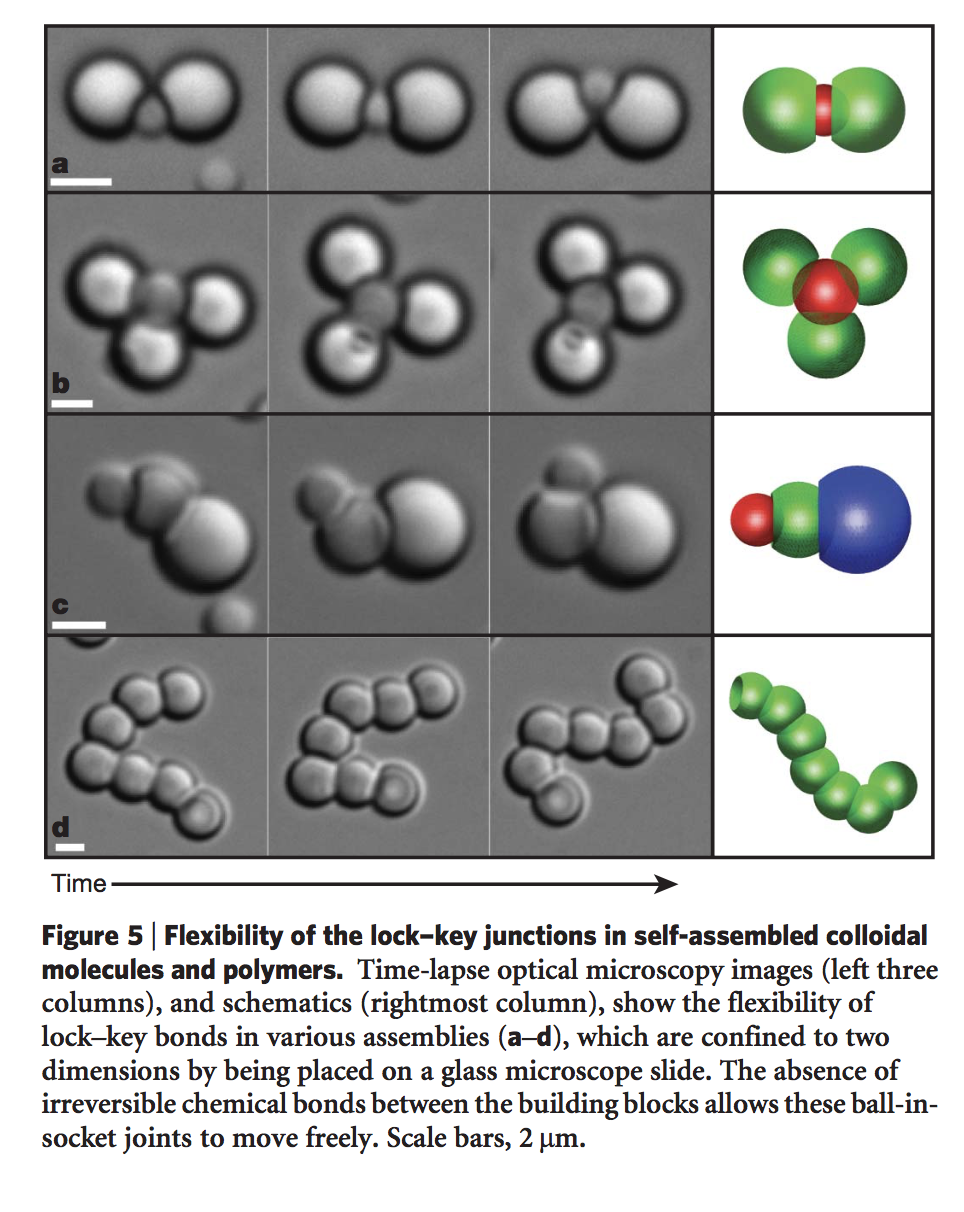 a
b
c
d
Time
Figure 5 | Flexibility of the lock–key junctions in self-assembled colloidal
molecules and polymers. Time-lapse optical microscopy images (left three
columns), and schematics (rightmost column), show the flexibility of
lock–key bonds in various assemblies (a–d), which are confined to two
dimensions by being placed on a glass microscope slide. The absence of
irreversible chemical bonds between the building blocks allows these ball-in-
socket joints to move freely. Scale bars, 2 μm.